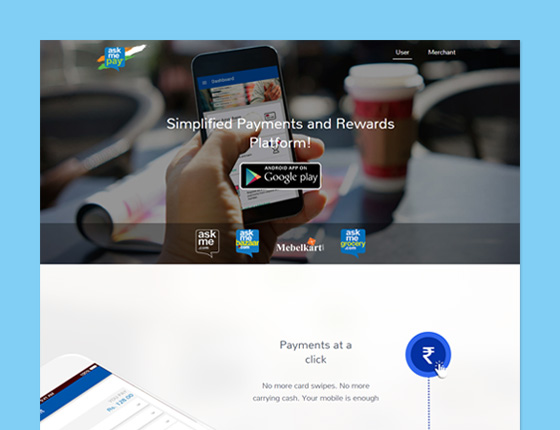 ask
me
pay
User
Merchant
Dashboard
Simplified Payments and Rewards
Platform!
ANDROID APP ON
Google play
ask
me
.com
ask
me
bazaar
.com
Mebelkart
ask
me
grocery
.com
Payments at a
click
₹
No more card swipes. No more
carrying cash. Your mobile is enough
Rs. 128.00